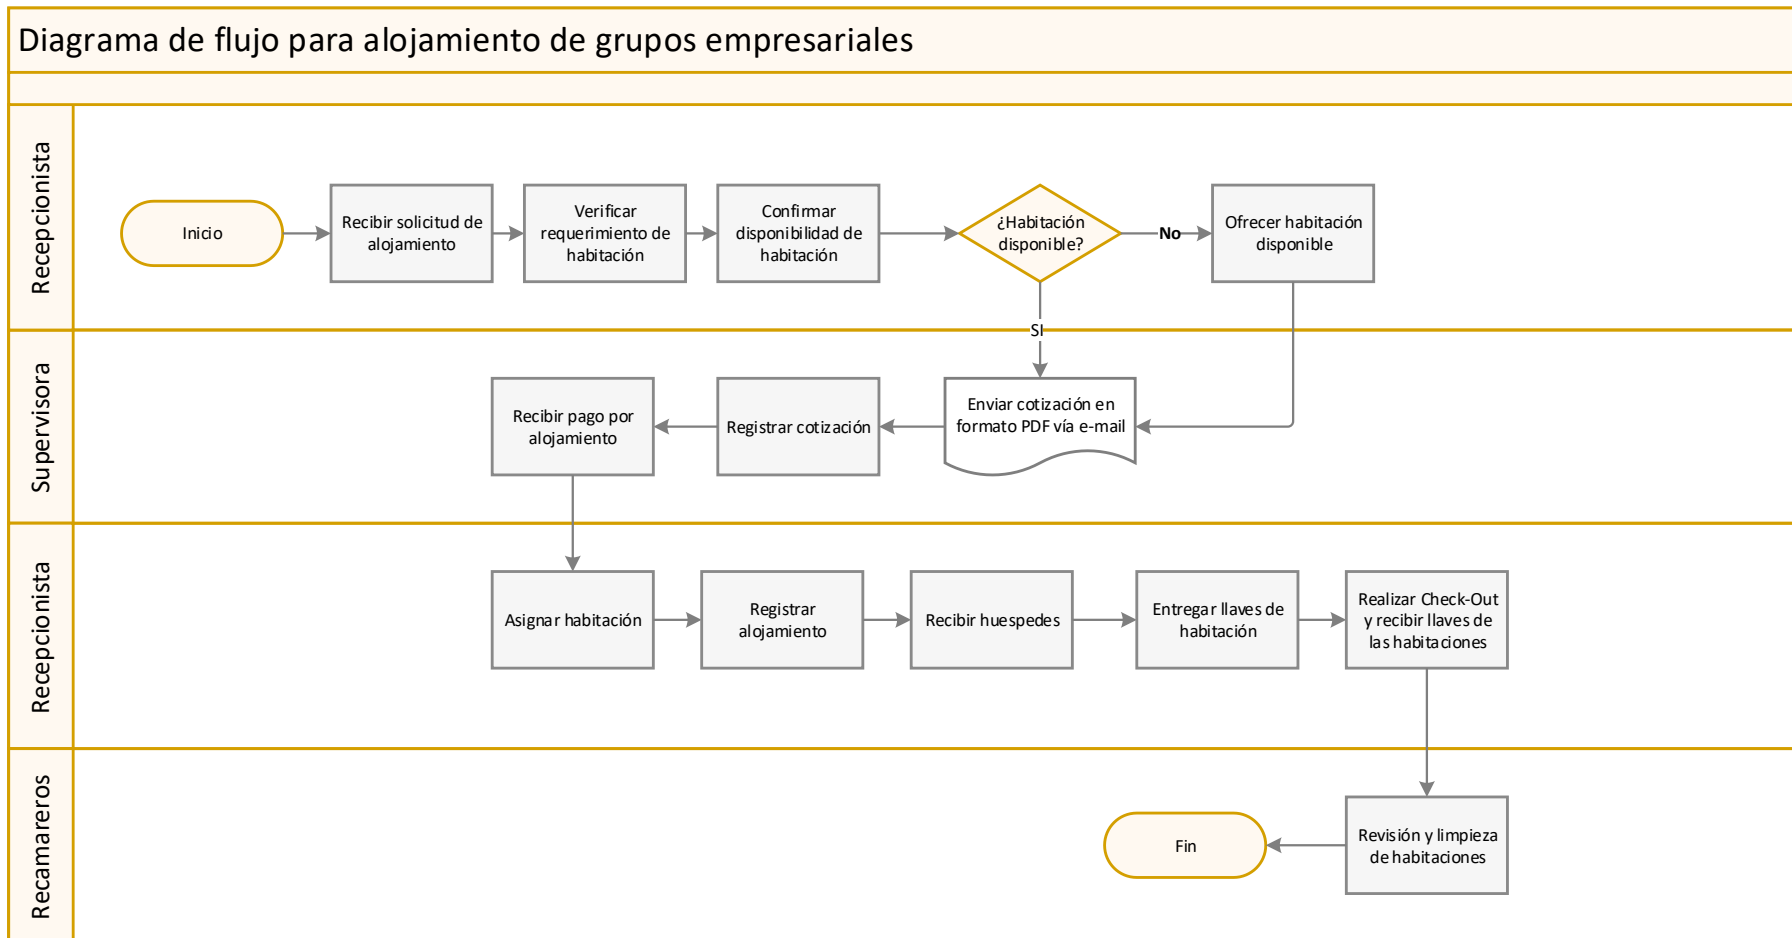 Diagrama de flujo para alojamiento de grupos empresariales
Recepcionista
Inicio
Recibir solicitud de
alojamiento
Verificar
requerimiento de
habitación
Confirmar
disponibilidad de
habitación
¿Habitación
disponible?
No
Ofrecer habitación
disponible
SI
Supervisora
Recibir pago por
alojamiento
Registrar cotización
Enviar cotización en
formato PDF vía e-mail
Recepcionista
Asignar habitación
Registrar
alojamiento
Recibir huespedes
Entregar llaves de
habitación
Realizar Check-Out
y recibir llaves de
las habitaciones
Recamareros
Fin
Revisión y limpieza
de habitaciones